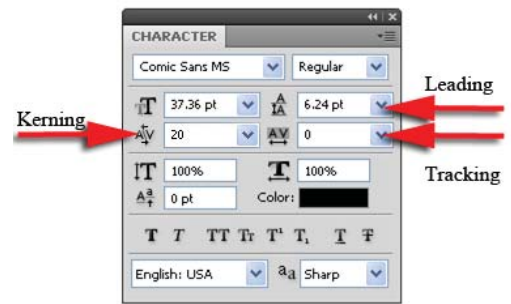 CHARACTER
Comic Sans MS Regular
Leading
37.36 pt 6.24 pt
Kerning
20 0
Tracking
100% 100%
0 pt Color:
T T TT Tr T¹ T₁ T T
English: USA aa Sharp